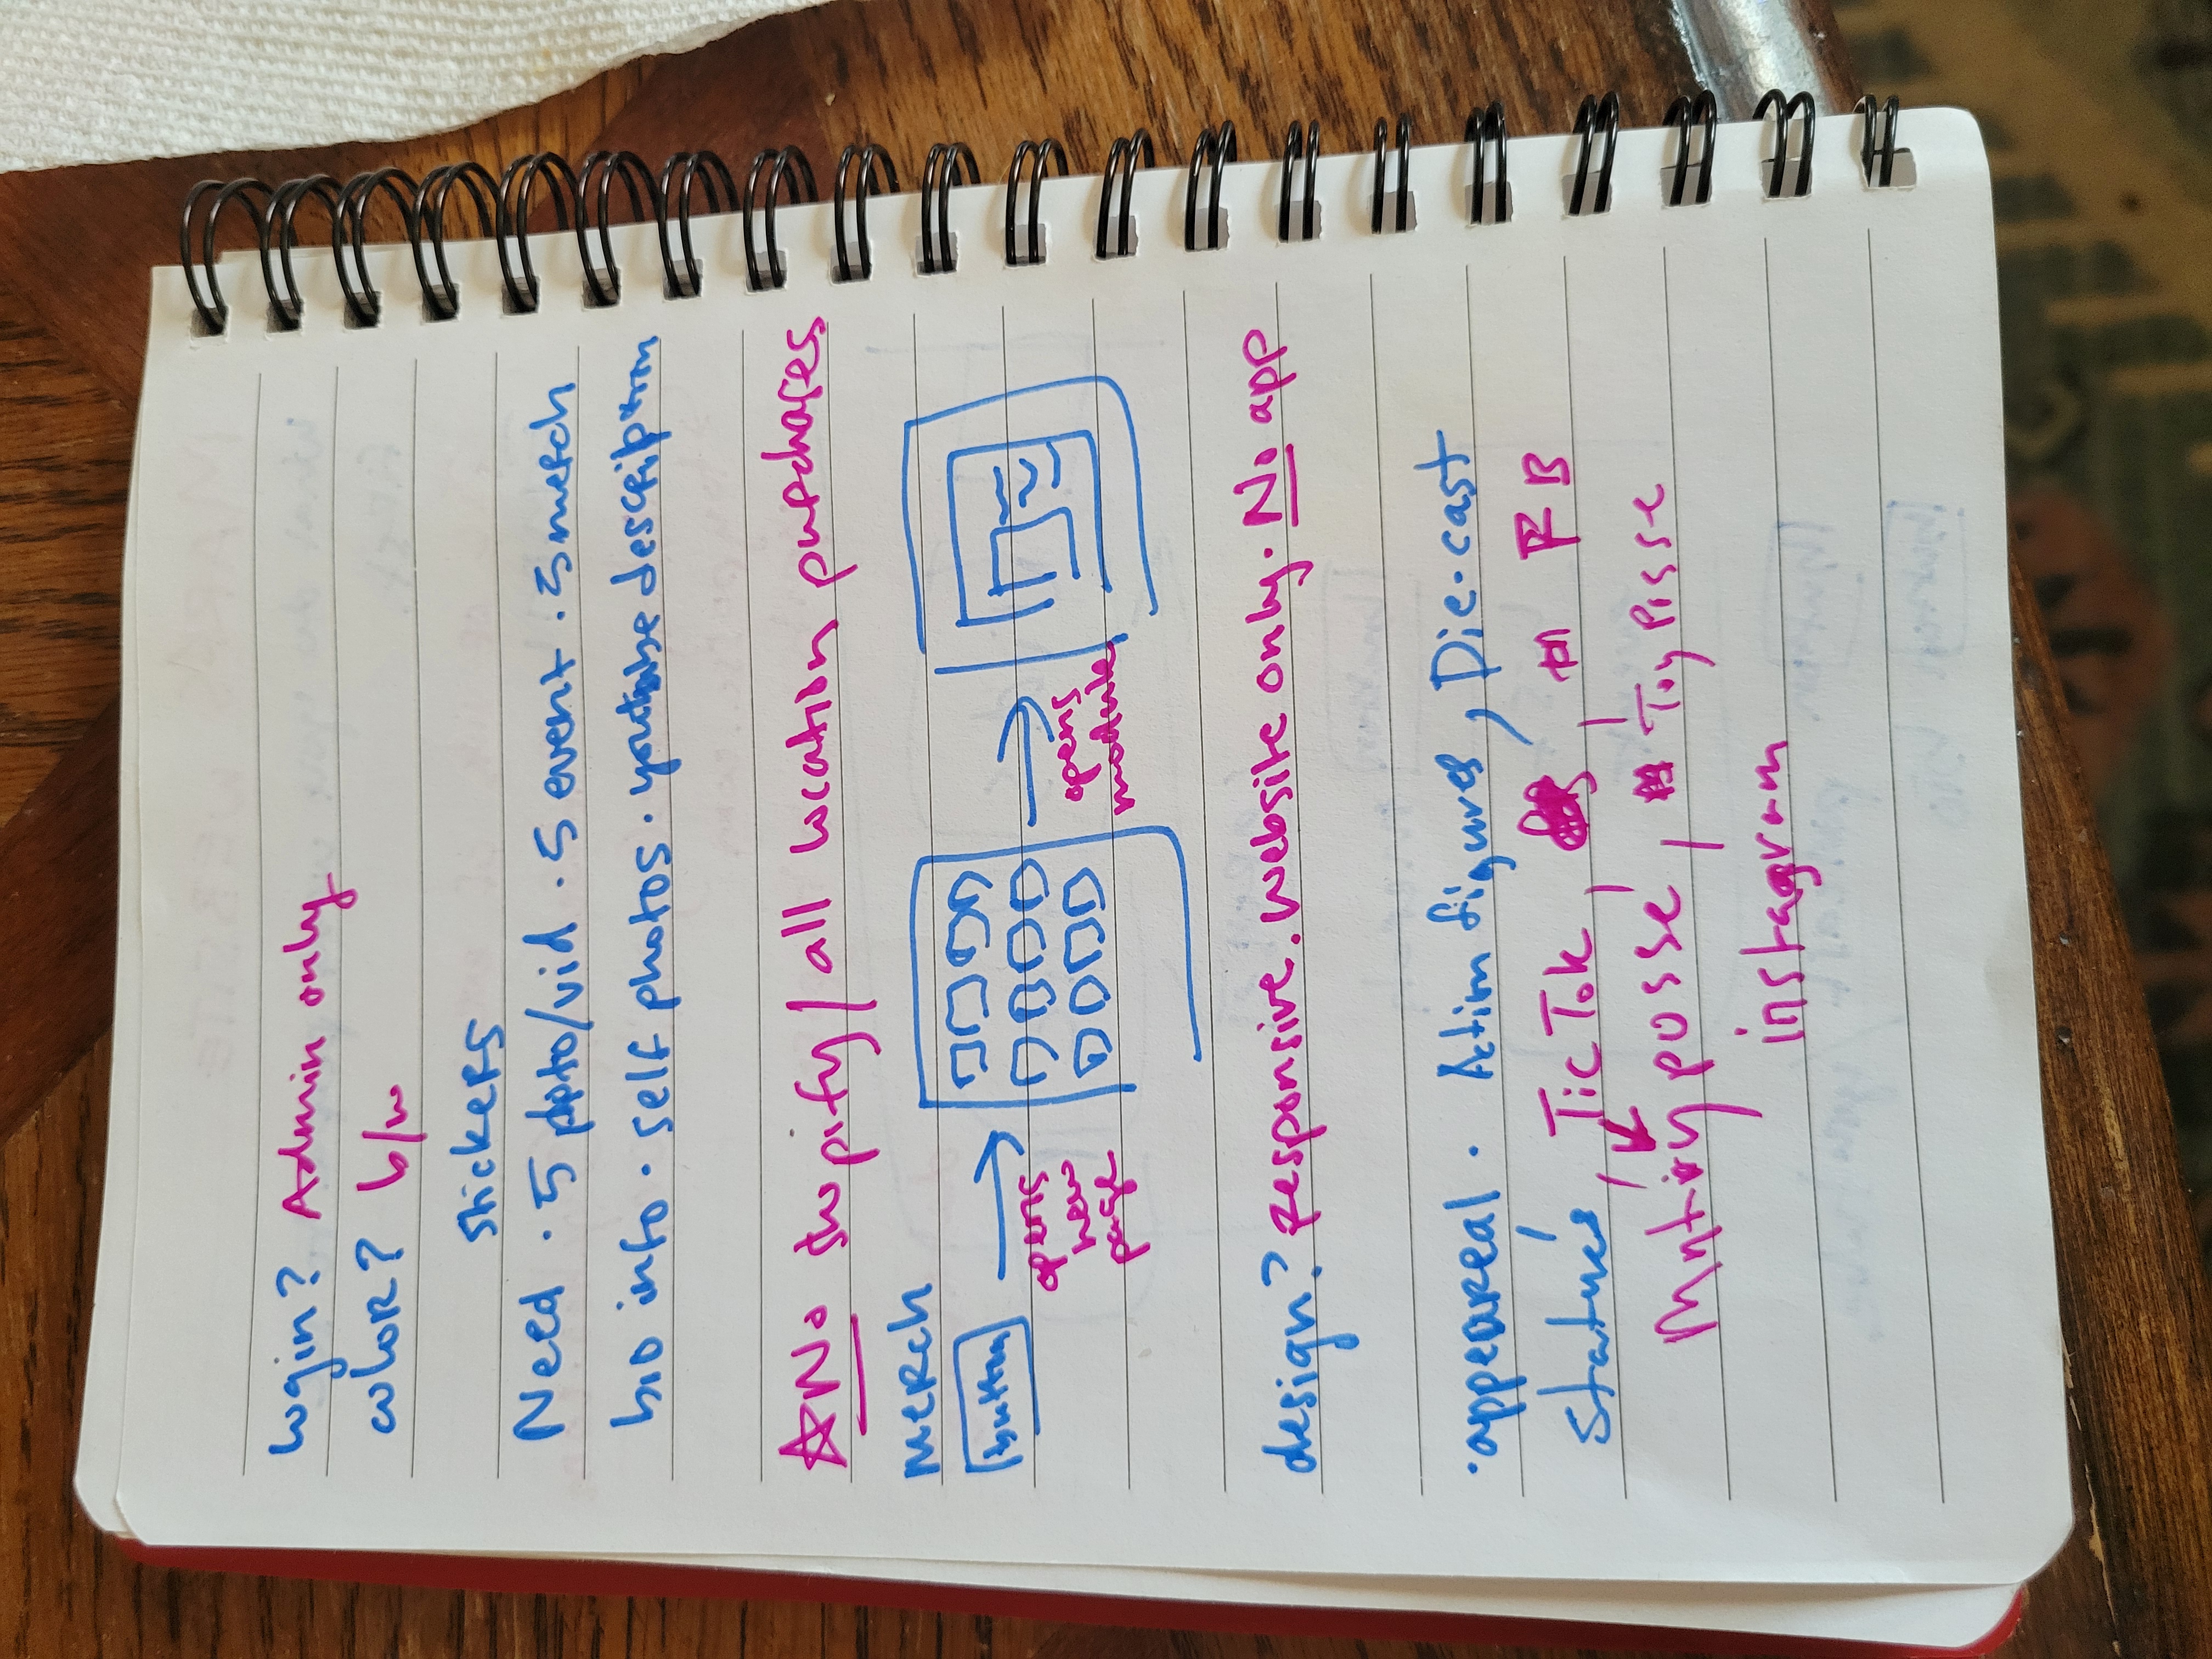 login? Admin only
color? b/w
stickers
Need · 5 photo/vid · 5 event · 5 merch
bio info · self photos · youtube description
☆ No shopify / all location purchases
merch
button
opens
new
page
opens
module
design? Responsive. Website only. No app
· appeareal · Action figures, Die-cast
statues, TicTok, FB
posse, Toy Posse
instagram